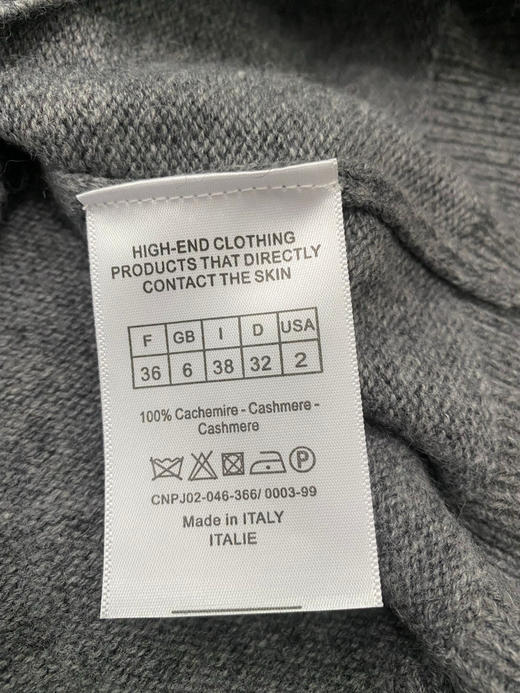 HIGH-END CLOTHING
PRODUCTS THAT DIRECTLY
CONTACT THE SKIN
F GB I D USA
36 6 38 32 2
100% Cachemire - Cashmere -
Cashmere
P
CNPJ02-046-366/ 0003-99
Made in ITALY
ITALIE